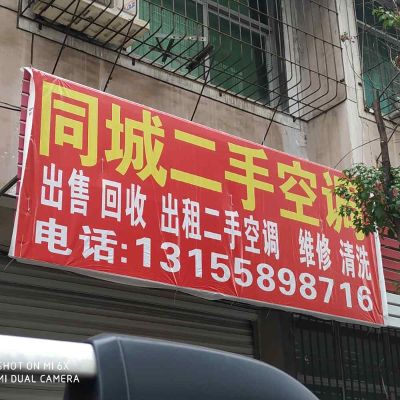 同城二手空调
出售 回收 出租二手空调 维修 清洗
电话:13155898716
SHOT ON MI 6X
MI DUAL CAMERA